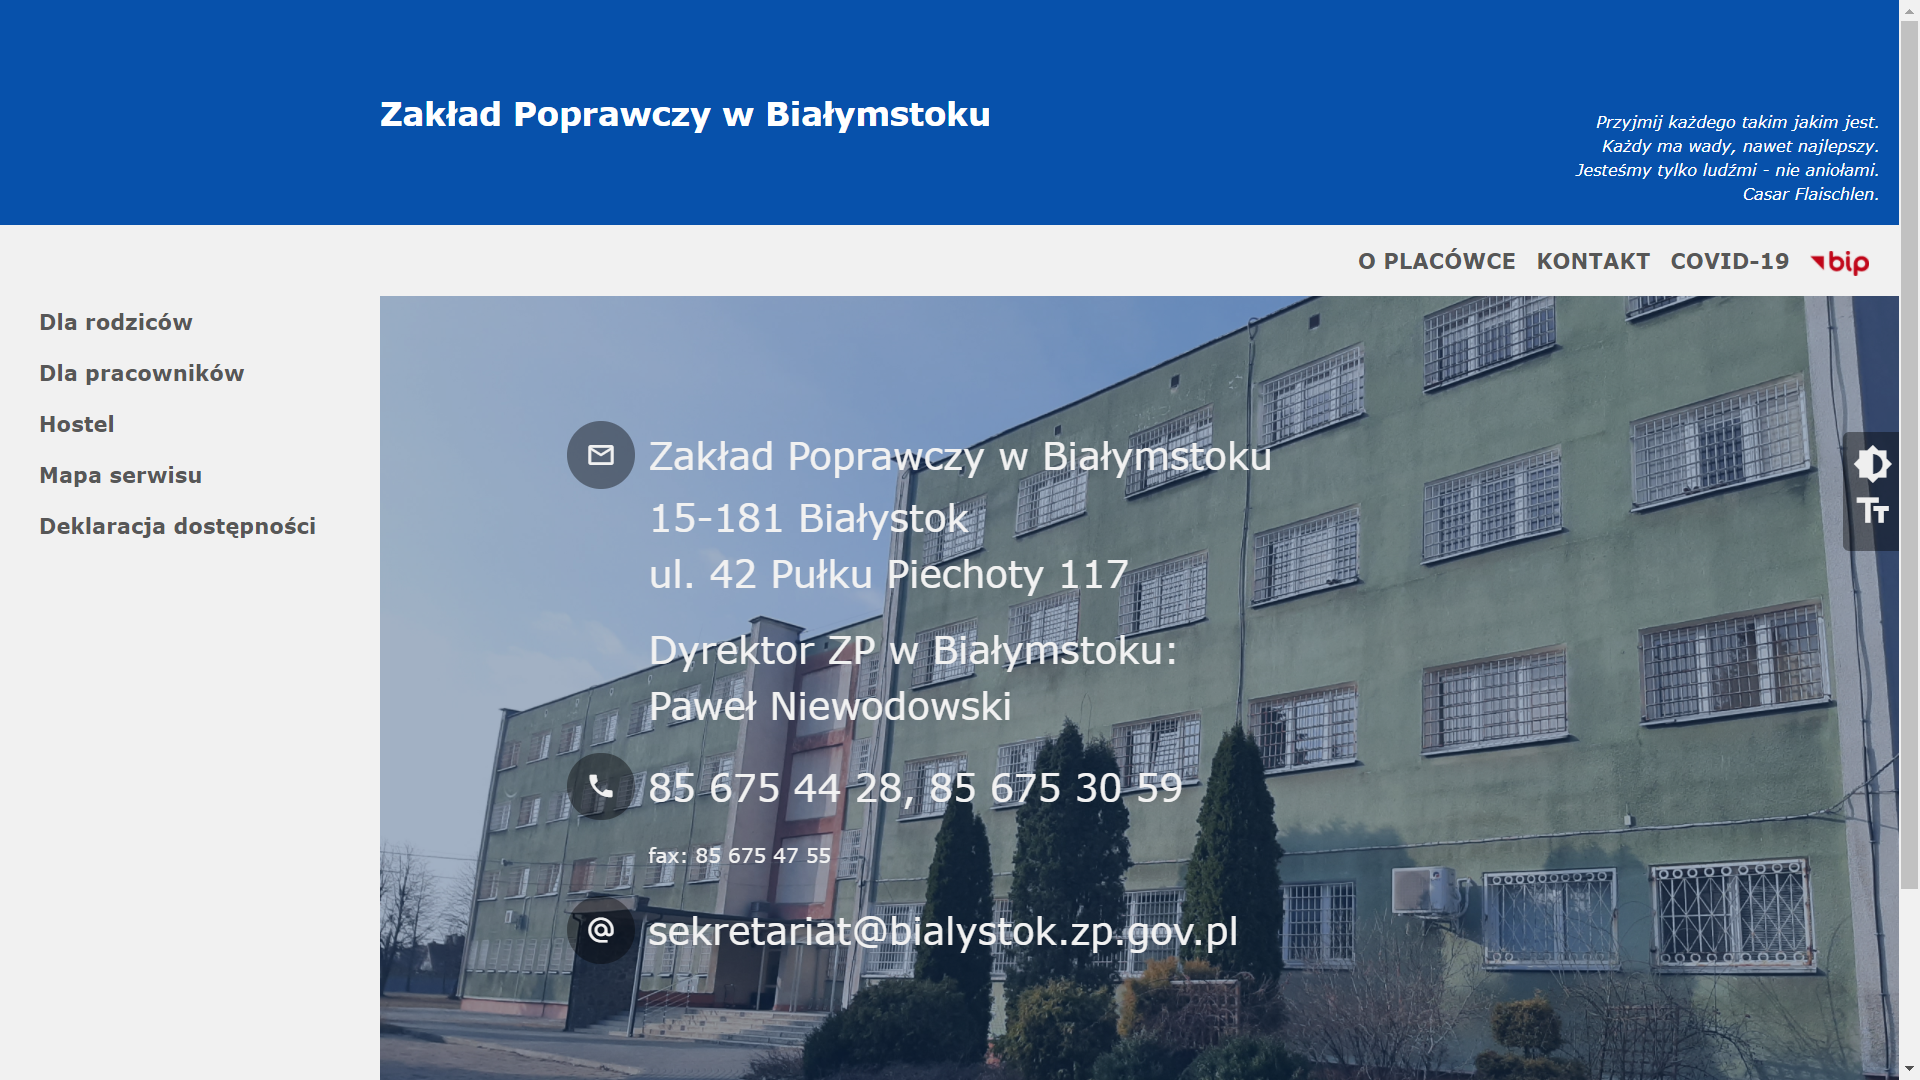 Zakład Poprawczy w Białymstoku
Przyjmij każdego takim jakim jest.
Każdy ma wady, nawet najlepszy.
Jesteśmy tylko ludźmi - nie aniołami.
Casar Flaischlen.
O PLACÓWCE KONTAKT COVID-19 bip
Dla rodziców
Dla pracowników
Hostel
Mapa serwisu
Deklaracja dostępności
Zakład Poprawczy w Białymstoku
15-181 Białystok
ul. 42 Pułku Piechoty 117
Dyrektor ZP w Białymstoku:
Paweł Niewodowski
85 675 44 28, 85 675 30 59
fax: 85 675 47 55
sekretariat@bialystok.zp.gov.pl